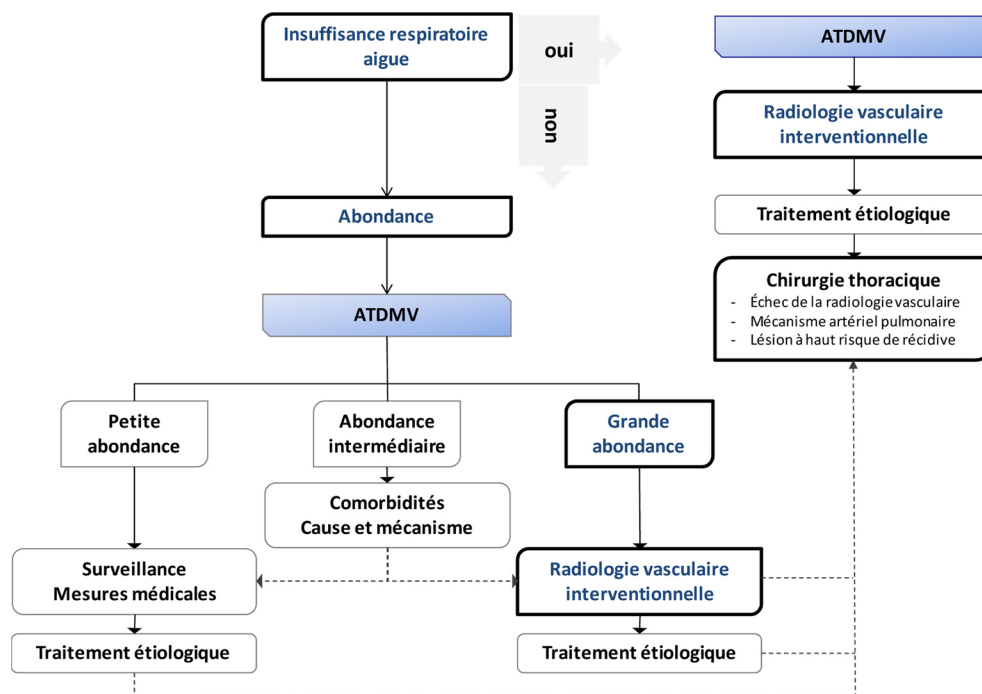 Insuffisance respiratoire
aigue
oui
non
Abondance
ATDMV
Petite
abondance
Abondance
intermédiaire
Grande
abondance
Comorbidités
Cause et mécanisme
Surveillance
Mesures médicales
Radiologie vasculaire
interventionnelle
Traitement étiologique
Traitement étiologique
ATDMV
Radiologie vasculaire
interventionnelle
Traitement étiologique
Chirurgie thoracique
- Échec de la radiologie vasculaire
- Mécanisme artériel pulmonaire
- Lésion à haut risque de récidive